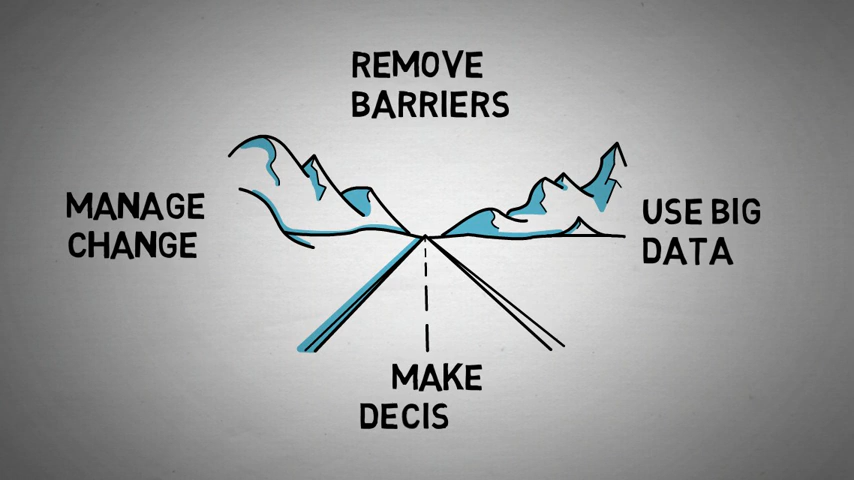 REMOVE
BARRIERS
MANAGE
CHANGE
USE BIG
DATA
MAKE
DECIS